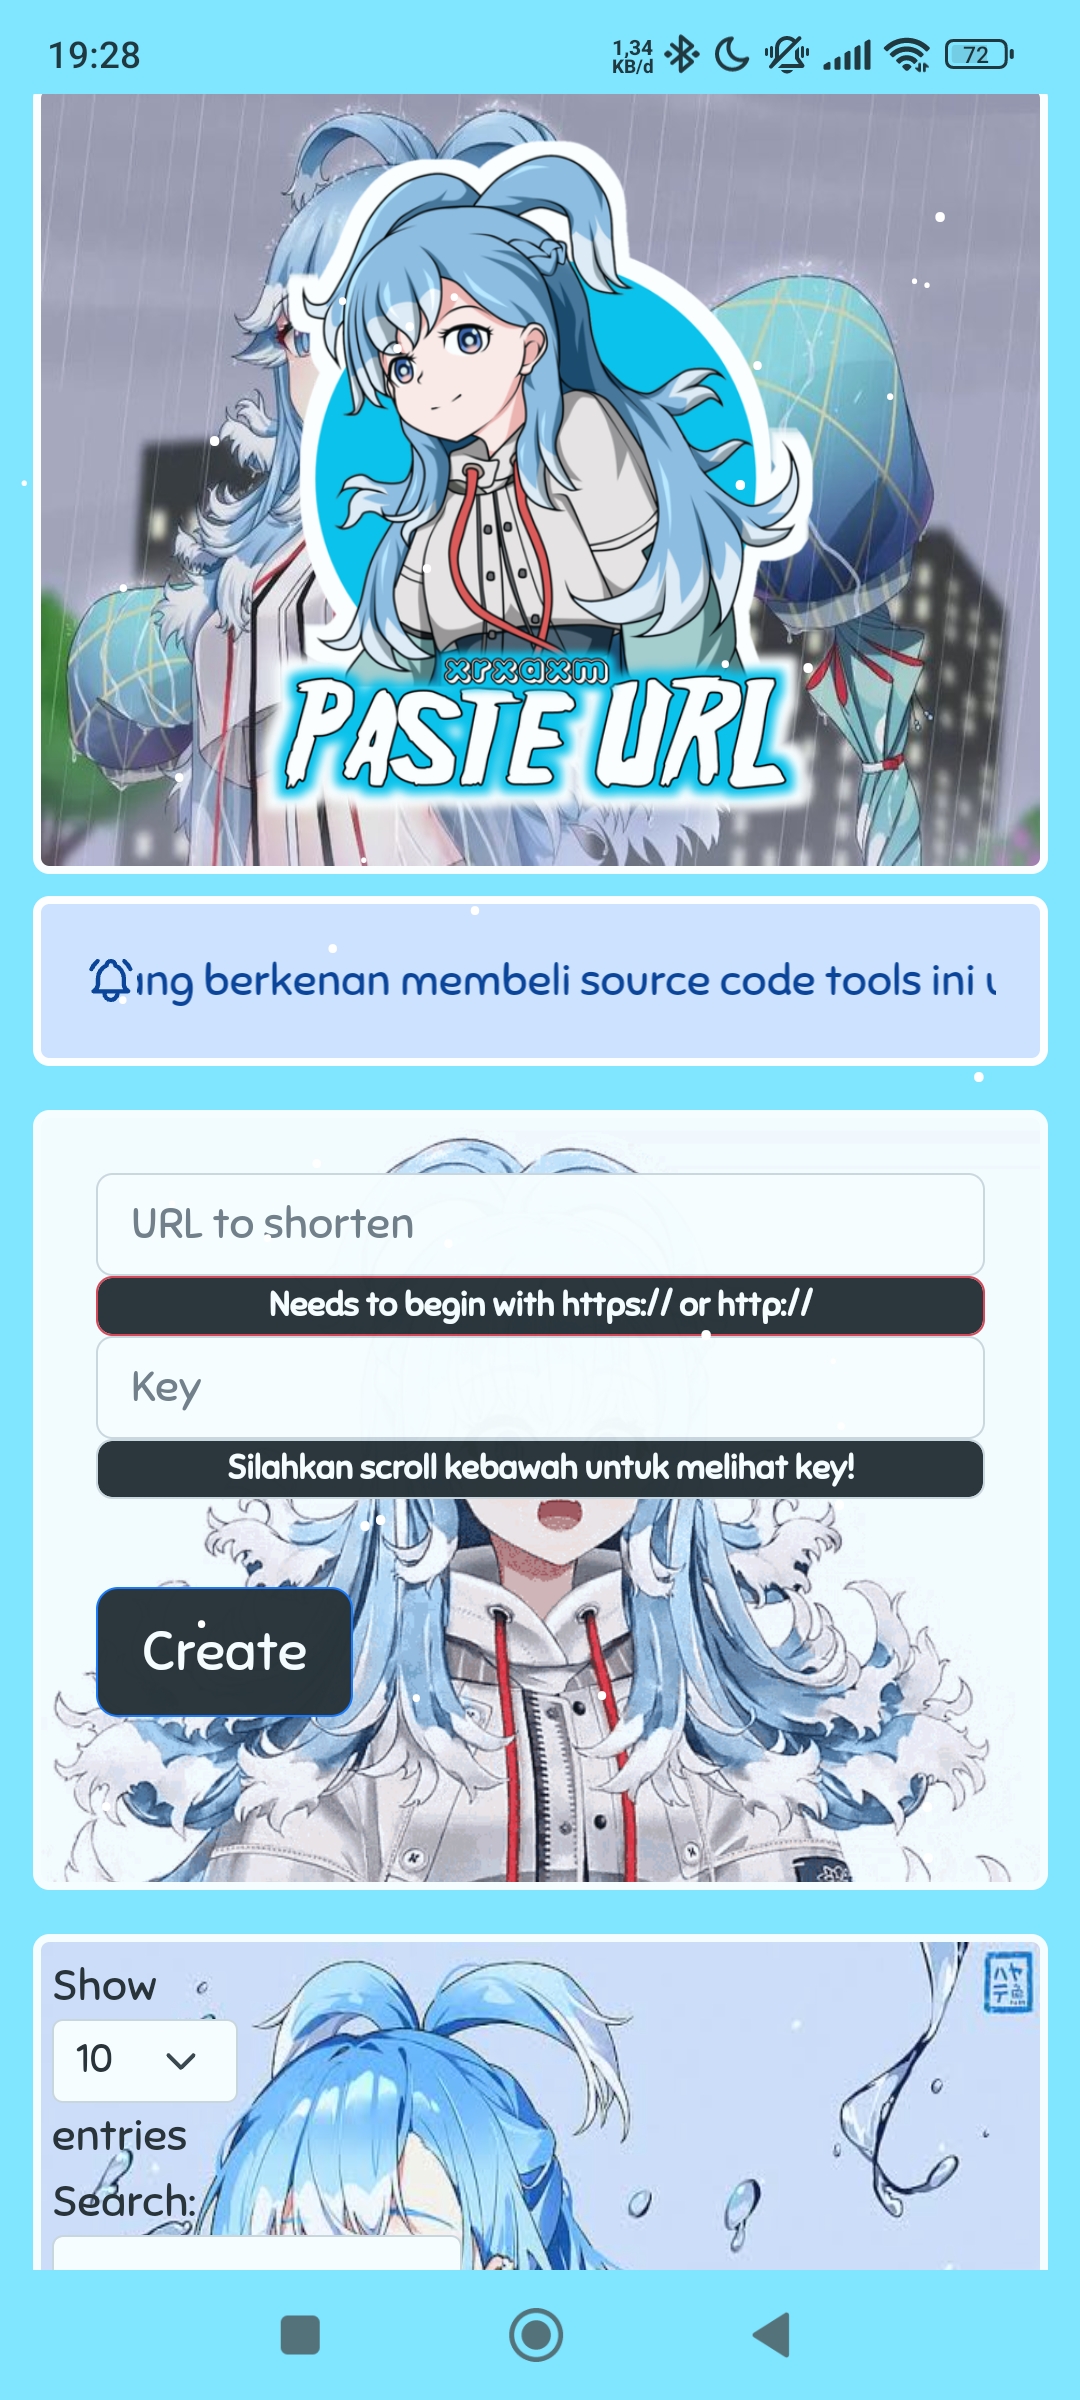 19:28
1,34
KB/d
72
xrxaxm
PASTE URL
ing berkenan membeli source code tools ini u
URL to shorten
Needs to begin with https:// or http://
Key
Silahkan scroll kebawah untuk melihat key!
Create
Show
10
entries
Search: